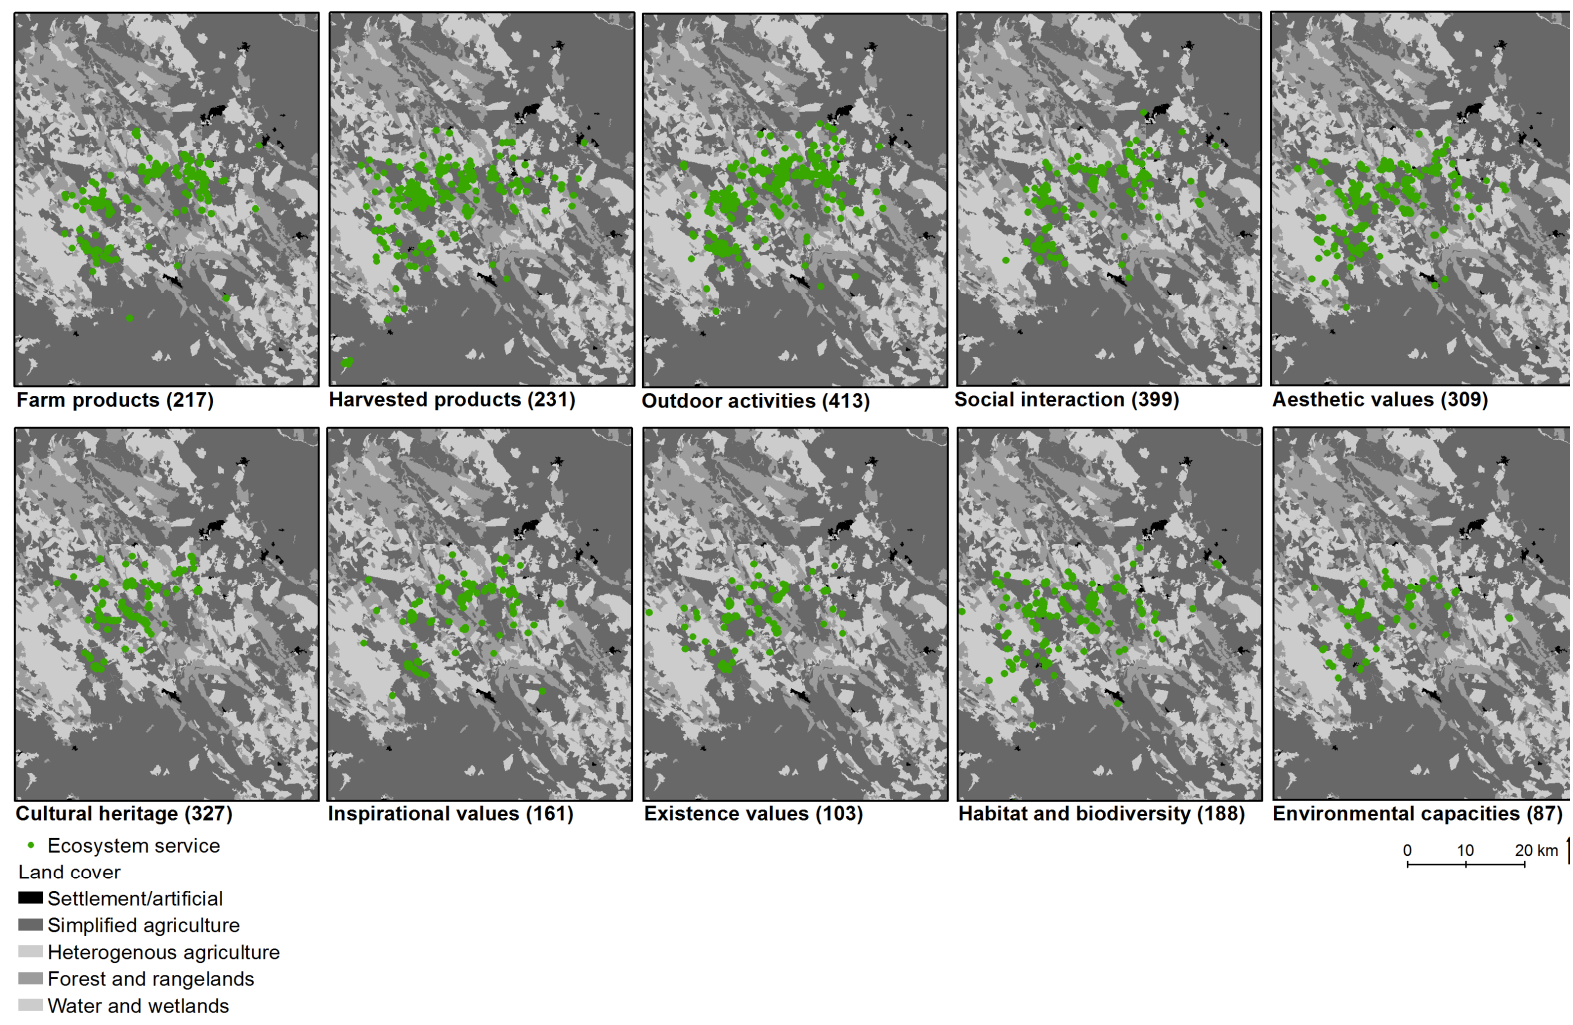 Farm products (217)
Harvested products (231)
Outdoor activities (413)
Social interaction (399)
Aesthetic values (309)
Cultural heritage (327)
Inspirational values (161)
Existence values (103)
Habitat and biodiversity (188)
Environmental capacities (87)
Ecosystem service
Land cover
Settlement/artificial
Simplified agriculture
Heterogenous agriculture
Forest and rangelands
Water and wetlands
0 10 20 km